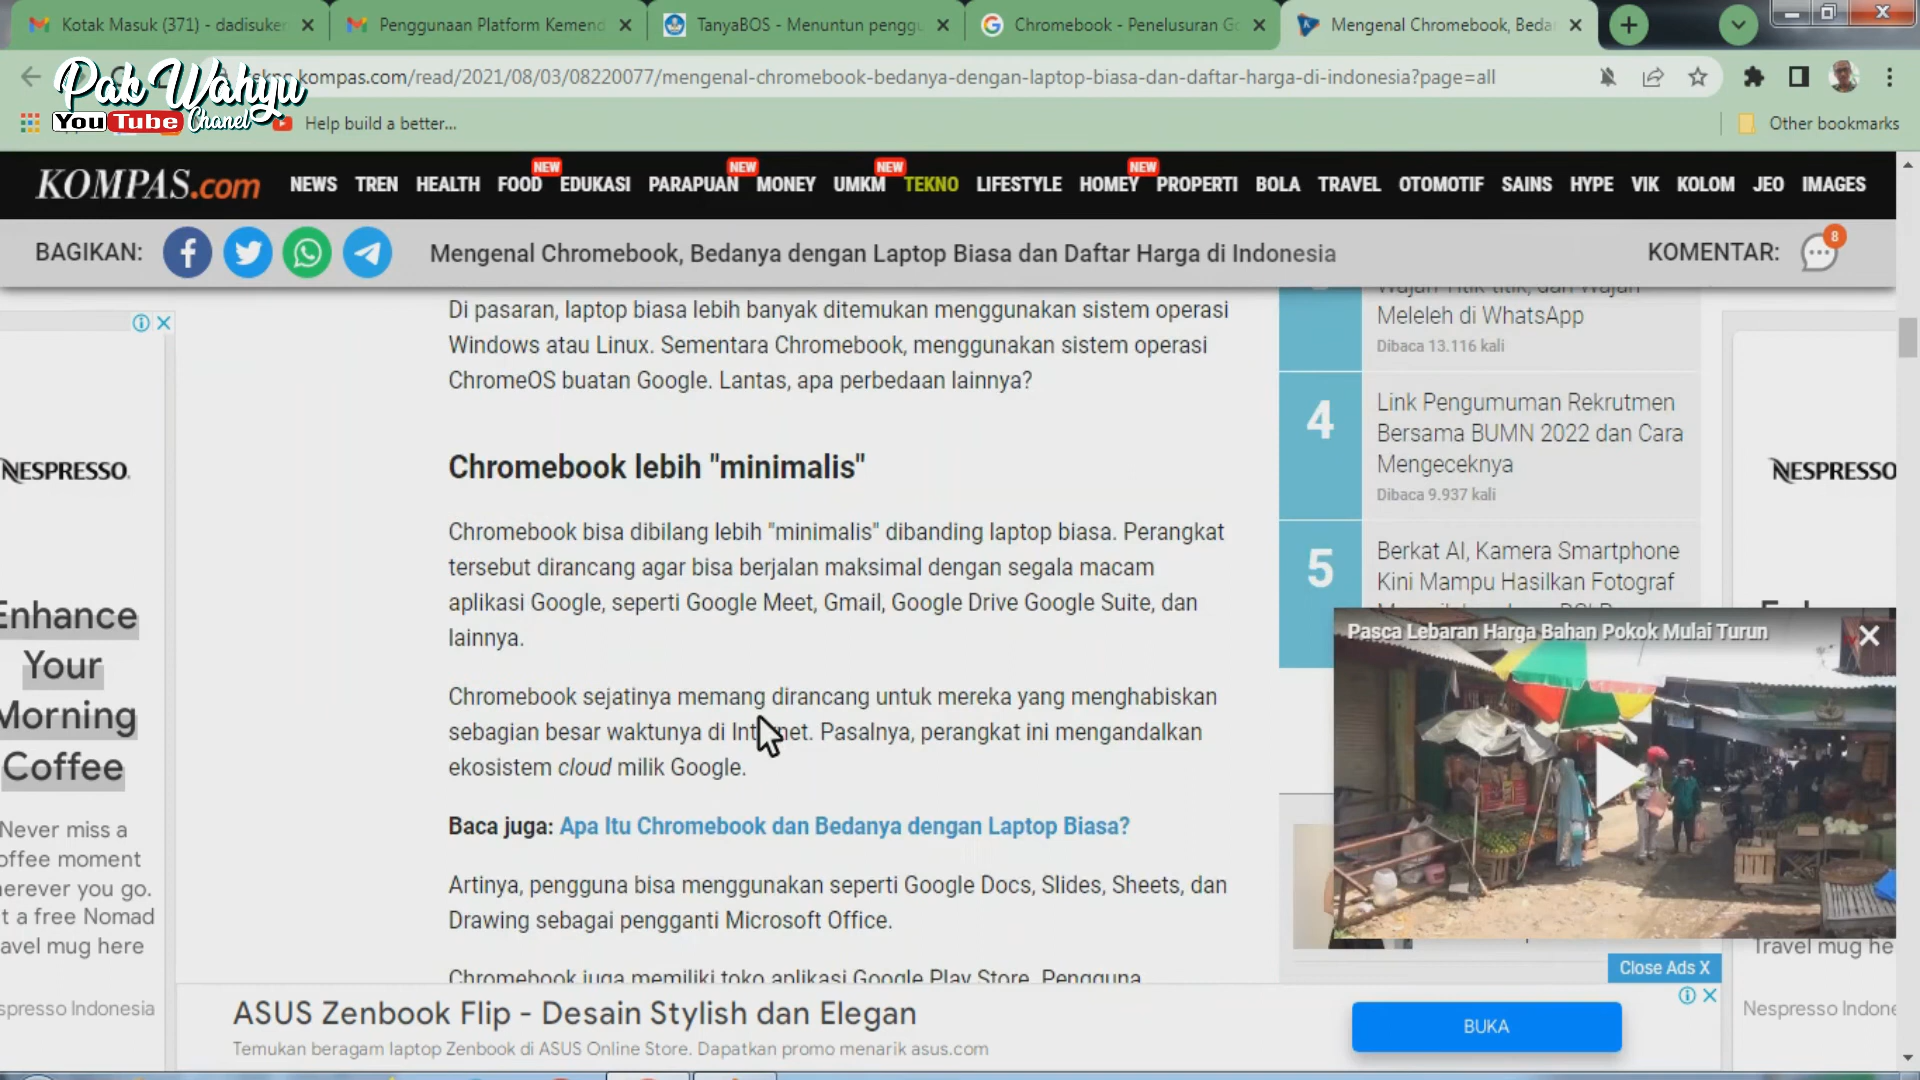 Kotak Masuk (371) - dadisuke
Penggunaan Platform Kemend
TanyaBOS - Menuntun penggu
Chromebook - Penelusuran Go
Mengenal Chromebook, Beda
kompas.com/read/2021/08/03/08220077/mengenal-chromebook-bedanya-dengan-laptop-biasa-dan-daftar-harga-di-indonesia?page=all
Pak Wahyu
YouTube Chanel
Help build a better...
Other bookmarks
KOMPAS.com
NEWS TREN HEALTH FOOD NEW EDUKASI PARAPUAN NEW MONEY UMKM NEW TEKNO LIFESTYLE HOMEY NEW PROPERTI BOLA TRAVEL OTOMOTIF SAINS HYPE VIK KOLOM JEO IMAGES
BAGIKAN:
Mengenal Chromebook, Bedanya dengan Laptop Biasa dan Daftar Harga di Indonesia
KOMENTAR:
8
Di pasaran, laptop biasa lebih banyak ditemukan menggunakan sistem operasi
Windows atau Linux. Sementara Chromebook, menggunakan sistem operasi
ChromeOS buatan Google. Lantas, apa perbedaan lainnya?
Chromebook lebih "minimalis"
Chromebook bisa dibilang lebih "minimalis" dibanding laptop biasa. Perangkat
tersebut dirancang agar bisa berjalan maksimal dengan segala macam
aplikasi Google, seperti Google Meet, Gmail, Google Drive Google Suite, dan
lainnya.
Chromebook sejatinya memang dirancang untuk mereka yang menghabiskan
sebagian besar waktunya di Internet. Pasalnya, perangkat ini mengandalkan
ekosistem cloud milik Google.
Baca juga: Apa Itu Chromebook dan Bedanya dengan Laptop Biasa?
Artinya, pengguna bisa menggunakan seperti Google Docs, Slides, Sheets, dan
Drawing sebagai pengganti Microsoft Office.
Chromebook juga memiliki toko aplikasi Google Play Store. Pengguna
Wajah Titik-titik, dan Wajah
Meleleh di WhatsApp
Dibaca 13.116 kali
4
Link Pengumuman Rekrutmen
Bersama BUMN 2022 dan Cara
Mengeceknya
Dibaca 9.937 kali
5
Berkat AI, Kamera Smartphone
Kini Mampu Hasilkan Fotograf
Pasca Lebaran Harga Bahan Pokok Mulai Turun
NESPRESSO.
Enhance
Your
Morning
Coffee
Never miss a
offee moment
erever you go.
t a free Nomad
ravel mug here
spresso Indonesia
NESPRESSO
Travel mug he
Nespresso Indone
Close Ads X
ASUS Zenbook Flip - Desain Stylish dan Elegan
Temukan beragam laptop Zenbook di ASUS Online Store. Dapatkan promo menarik asus.com
BUKA